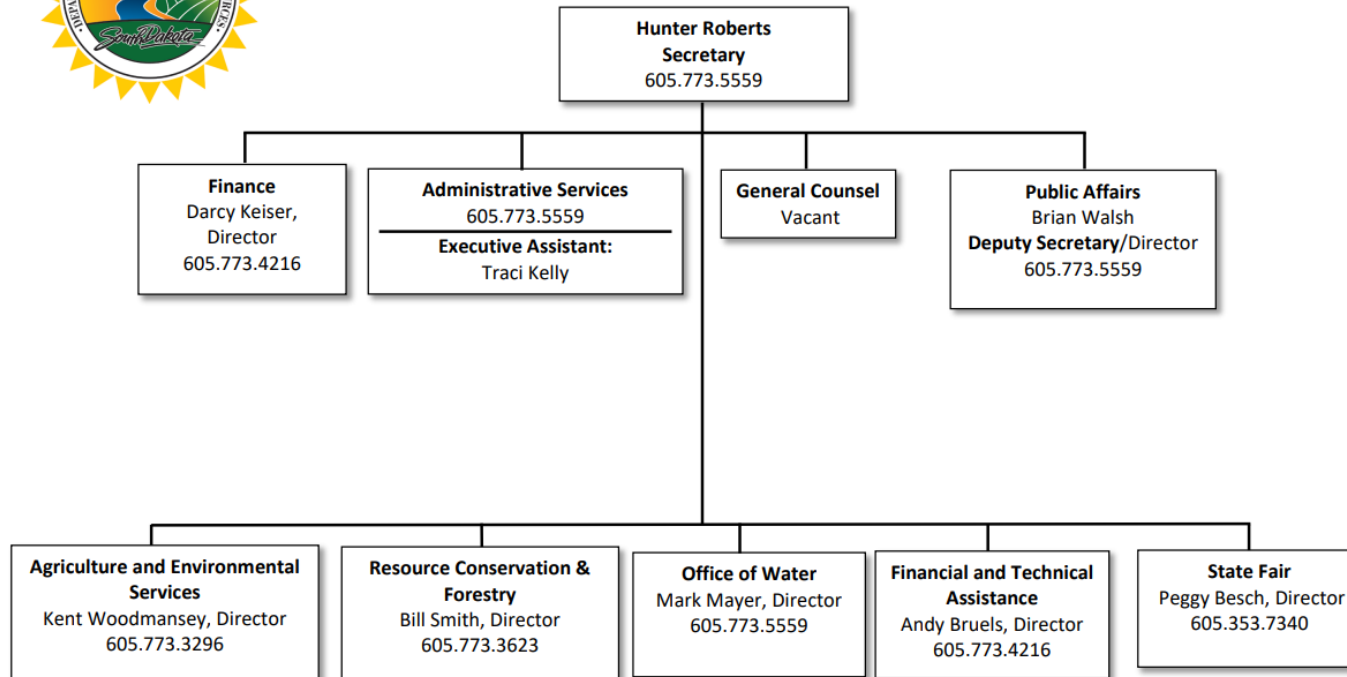 DEPA
RCES
South Dakota
Hunter Roberts
Secretary
605.773.5559
Finance
Darcy Keiser,
Director
605.773.4216
Administrative Services
605.773.5559
Executive Assistant:
Traci Kelly
General Counsel
Vacant
Public Affairs
Brian Walsh
Deputy Secretary/Director
605.773.5559
Agriculture and Environmental
Services
Kent Woodmansey, Director
605.773.3296
Resource Conservation &
Forestry
Bill Smith, Director
605.773.3623
Office of Water
Mark Mayer, Director
605.773.5559
Financial and Technical
Assistance
Andy Bruels, Director
605.773.4216
State Fair
Peggy Besch, Director
605.353.7340